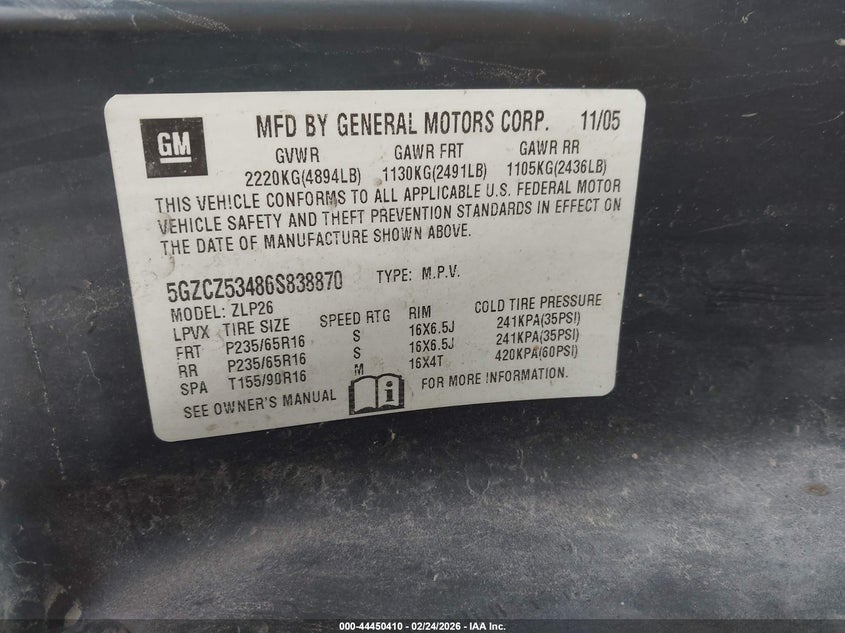 GM
MFD BY GENERAL MOTORS CORP. 11/05
GVWR GAWR FRT GAWR RR
2220KG(4894LB) 1130KG(2491LB) 1105KG(2436LB)
THIS VEHICLE CONFORMS TO ALL APPLICABLE U.S. FEDERAL MOTOR
VEHICLE SAFETY AND THEFT PREVENTION STANDARDS IN EFFECT ON
THE DATE OF MANUFACTURE SHOWN ABOVE.
5GZCZ53486S838870 TYPE: M.P.V.
MODEL: ZLP26
LPVX TIRE SIZE SPEED RTG RIM COLD TIRE PRESSURE
FRT P235/65R16 S 16X6.5J 241KPA(35PSI)
RR P235/65R16 S 16X6.5J 241KPA(35PSI)
SPA T155/90R16 M 16X4T 420KPA(60PSI)
SEE OWNER'S MANUAL i FOR MORE INFORMATION.
000-44450410 - 02/24/2026 - IAA Inc.